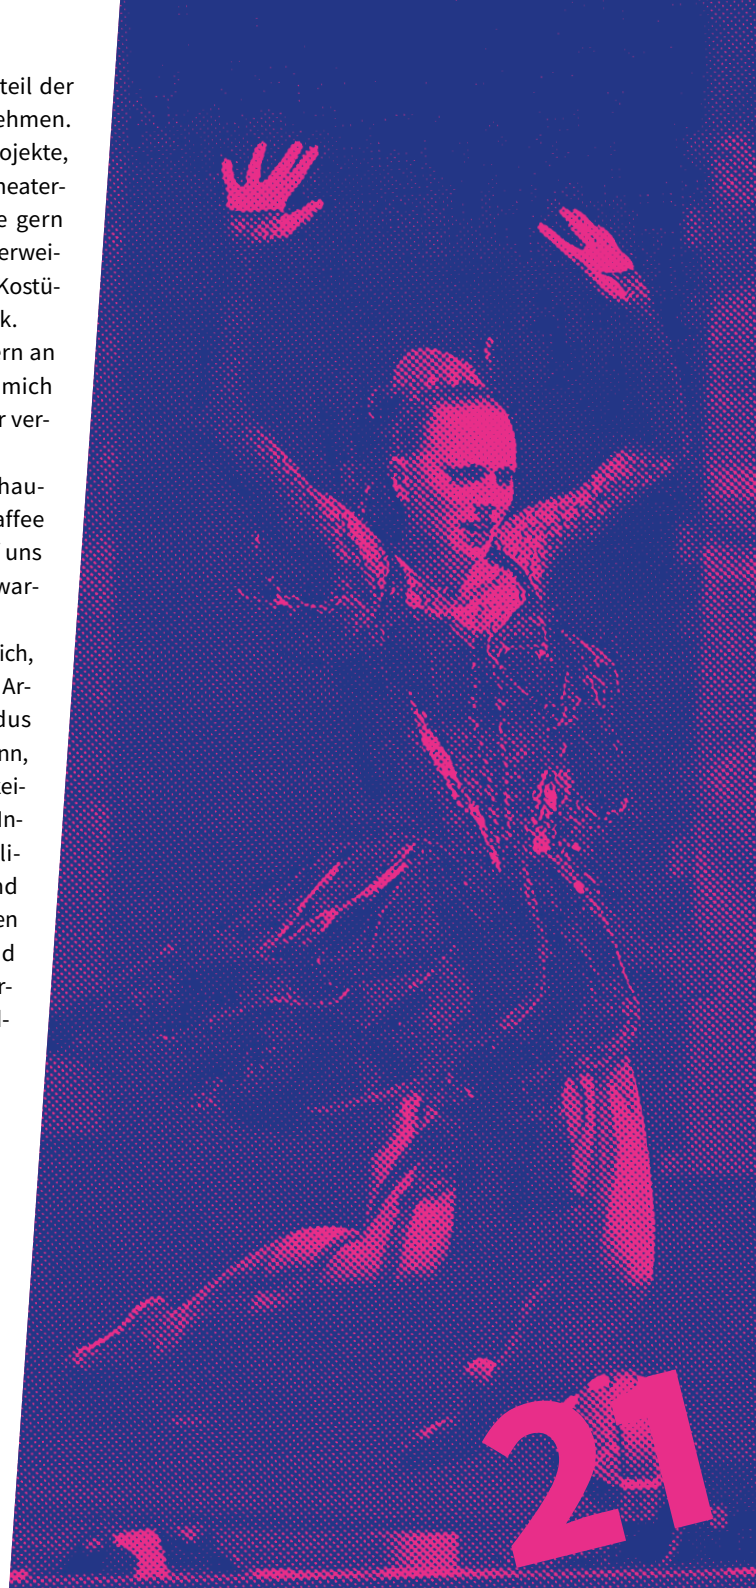 teil der
ehmen.
ojekte,
heater-
e gern
erwei-
Kostü-
k.
ern an
mich
r ver-
hau-
affee
uns
war-
ich,
Ar-
dus
nn,
ei-
In-
li-
nd
en
d
r-
l-
21